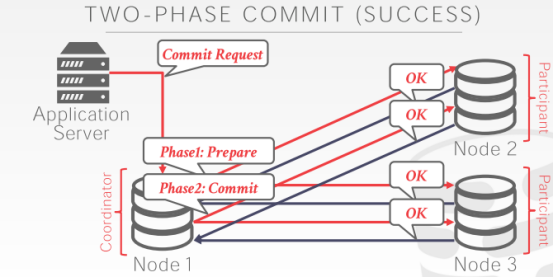 TWO-PHASE COMMIT (SUCCESS)
Commit Request
Application
Server
OK
OK
Participant
Node 2
Phase1: Prepare
Phase2: Commit
Coordinator
Node 1
OK
OK
Participant
Node 3